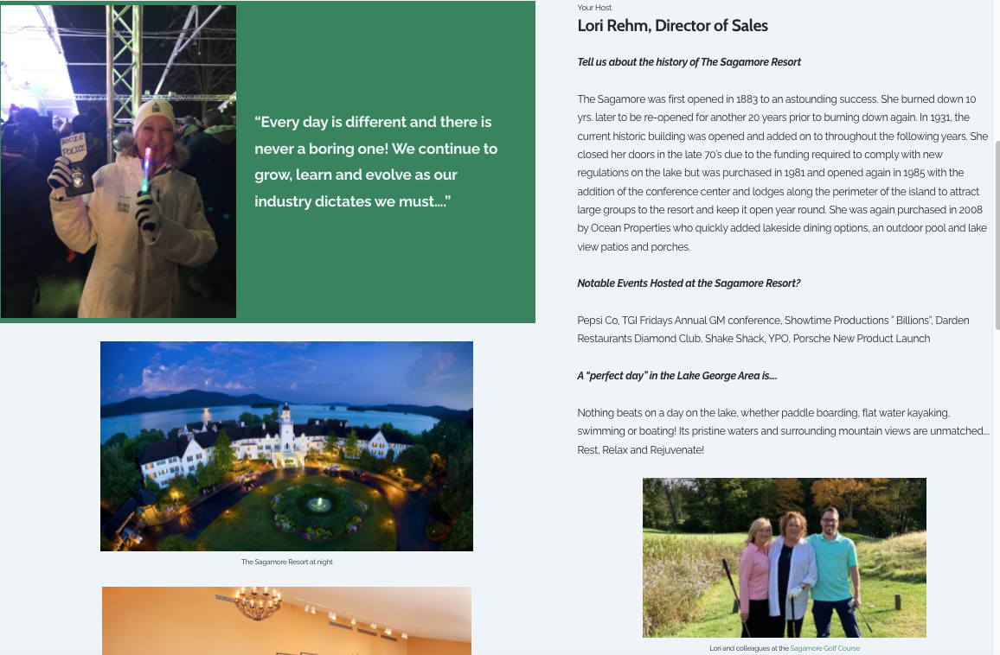 BOOZE
POLICE
“Every day is different and there is
never a boring one! We continue to
grow, learn and evolve as our
industry dictates we must….”
The Sagamore Resort at night
Your Host
Lori Rehm, Director of Sales
Tell us about the history of The Sagamore Resort
The Sagamore was first opened in 1883 to an astounding success. She burned down 10
yrs. later to be re-opened for another 20 years prior to burning down again. In 1931, the
current historic building was opened and added on to throughout the following years. She
closed her doors in the late 70’s due to the funding required to comply with new
regulations on the lake but was purchased in 1981 and opened again in 1985 with the
addition of the conference center and lodges along the perimeter of the island to attract
large groups to the resort and keep it open year round. She was again purchased in 2008
by Ocean Properties who quickly added lakeside dining options, an outdoor pool and lake
view patios and porches.
Notable Events Hosted at the Sagamore Resort?
Pepsi Co, TGI Fridays Annual GM conference, Showtime Productions ” Billions”, Darden
Restaurants Diamond Club, Shake Shack, YPO, Porsche New Product Launch
A “perfect day” in the Lake George Area is….
Nothing beats on a day on the lake, whether paddle boarding, flat water kayaking,
swimming or boating! Its pristine waters and surrounding mountain views are unmatched….
Rest, Relax and Rejuvenate!
Lori and colleagues at the Sagamore Golf Course